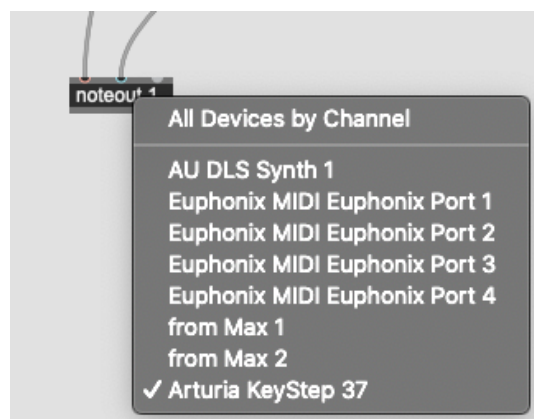 noteout 1
All Devices by Channel
AU DLS Synth 1
Euphonix MIDI Euphonix Port 1
Euphonix MIDI Euphonix Port 2
Euphonix MIDI Euphonix Port 3
Euphonix MIDI Euphonix Port 4
from Max 1
from Max 2
✓ Arturia KeyStep 37